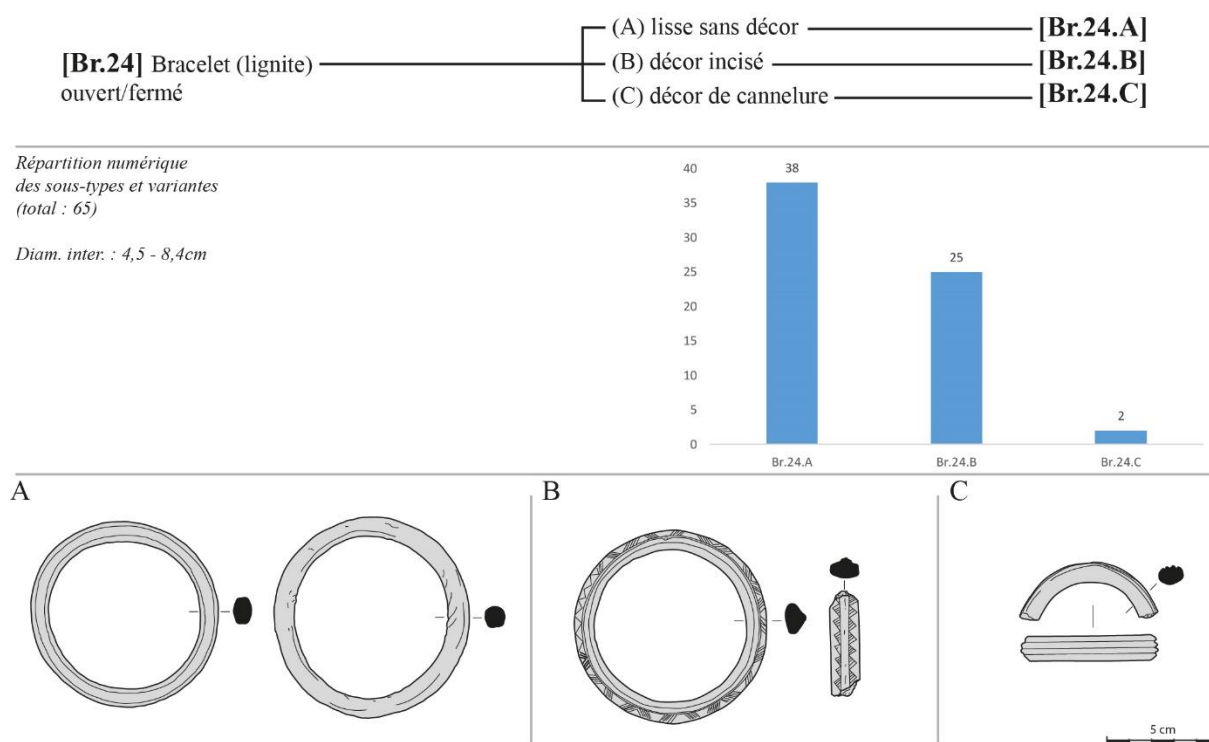 (A) lisse sans décor [Br.24.A]
[Br.24] Bracelet (lignite) (B) décor incisé [Br.24.B]
ouvert/fermé (C) décor de cannelure [Br.24.C]
Répartition numérique
des sous-types et variantes
(total : 65)
Diam. inter. : 4,5 - 8,4cm
40
35
30
25
20
15
10
5
0
38
25
2
Br.24.A Br.24.B Br.24.C
A B C
5 cm